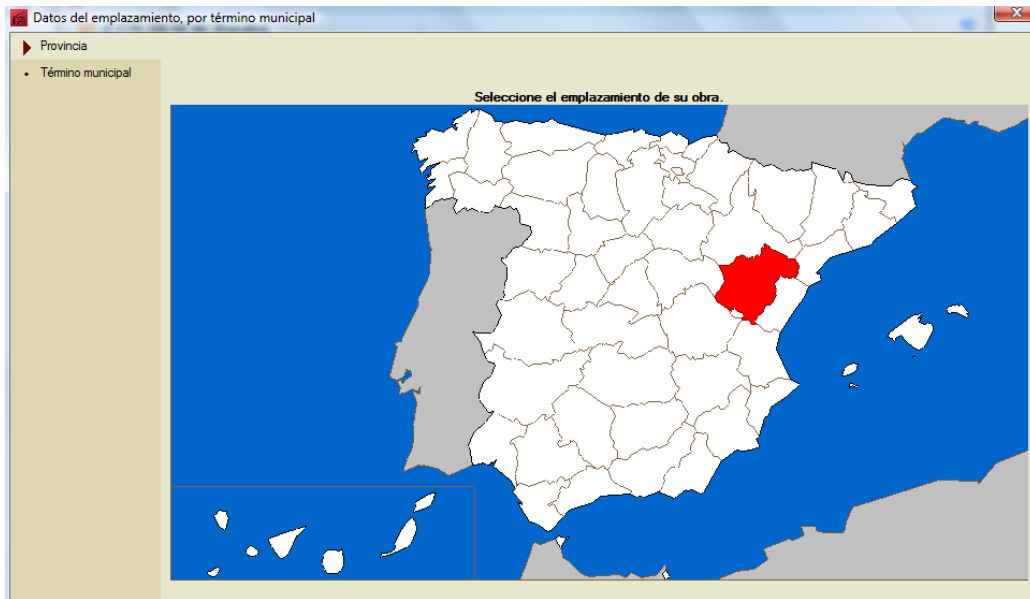 Datos del emplazamiento, por término municipal
Provincia
Término municipal
Seleccione el emplazamiento de su obra.